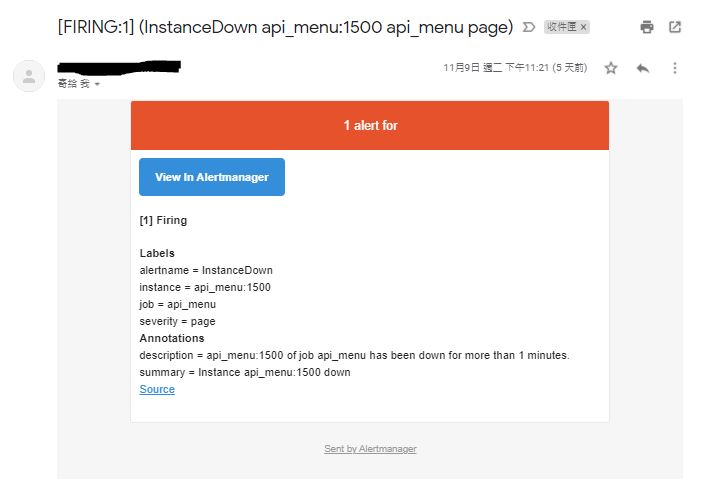 [FIRING:1] (InstanceDown api_menu:1500 api_menu page) 收件匣 ×
11月9日 週二 下午11:21 (5 天前)
寄給 我
1 alert for
View In Alertmanager
[1] Firing
Labels
alertname = InstanceDown
instance = api_menu:1500
job = api_menu
severity = page
Annotations
description = api_menu:1500 of job api_menu has been down for more than 1 minutes.
summary = Instance api_menu:1500 down
Source
Sent by Alertmanager